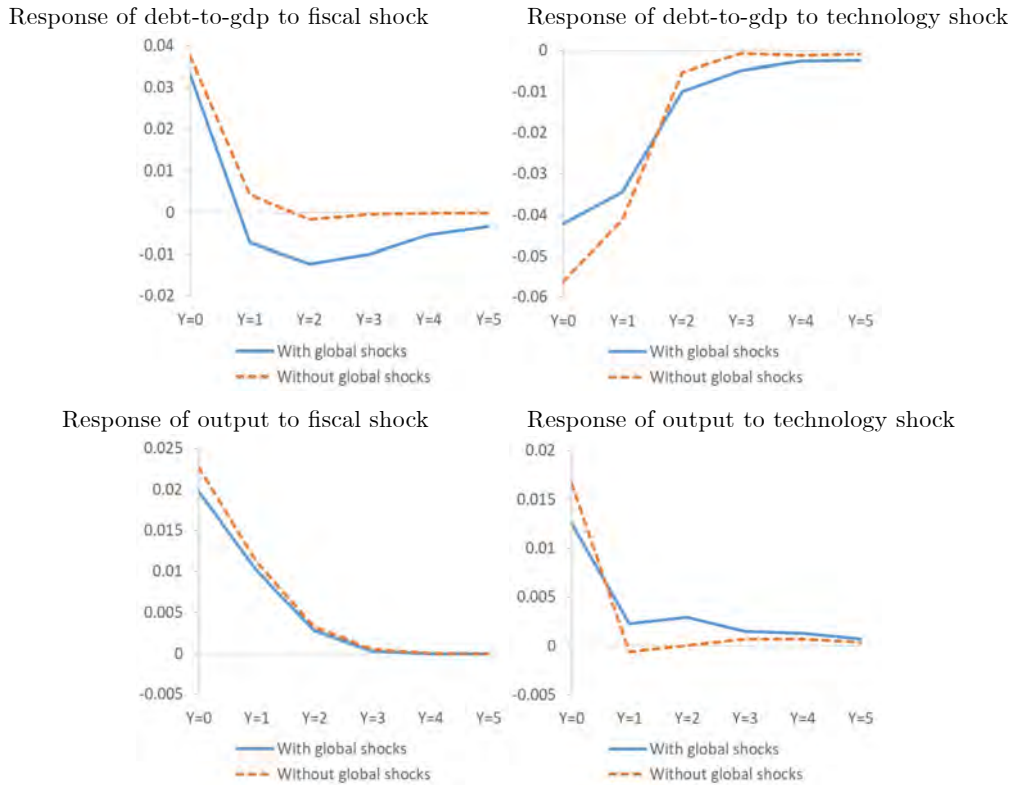 Response of debt-to-gdp to fiscal shock
0.04
0.03
0.02
0.01
0
-0.01
-0.02
Y=0 Y=1 Y=2 Y=3 Y=4 Y=5
With global shocks
Without global shocks
Response of debt-to-gdp to technology shock
0
-0.01
-0.02
-0.03
-0.04
-0.05
-0.06
Y=0 Y=1 Y=2 Y=3 Y=4 Y=5
With global shocks
Without global shocks
Response of output to fiscal shock
0.025
0.02
0.015
0.01
0.005
0
-0.005
Y=0 Y=1 Y=2 Y=3 Y=4 Y=5
With global shocks
Without global shocks
Response of output to technology shock
0.02
0.015
0.01
0.005
0
-0.005
Y=0 Y=1 Y=2 Y=3 Y=4 Y=5
With global shocks
Without global shocks